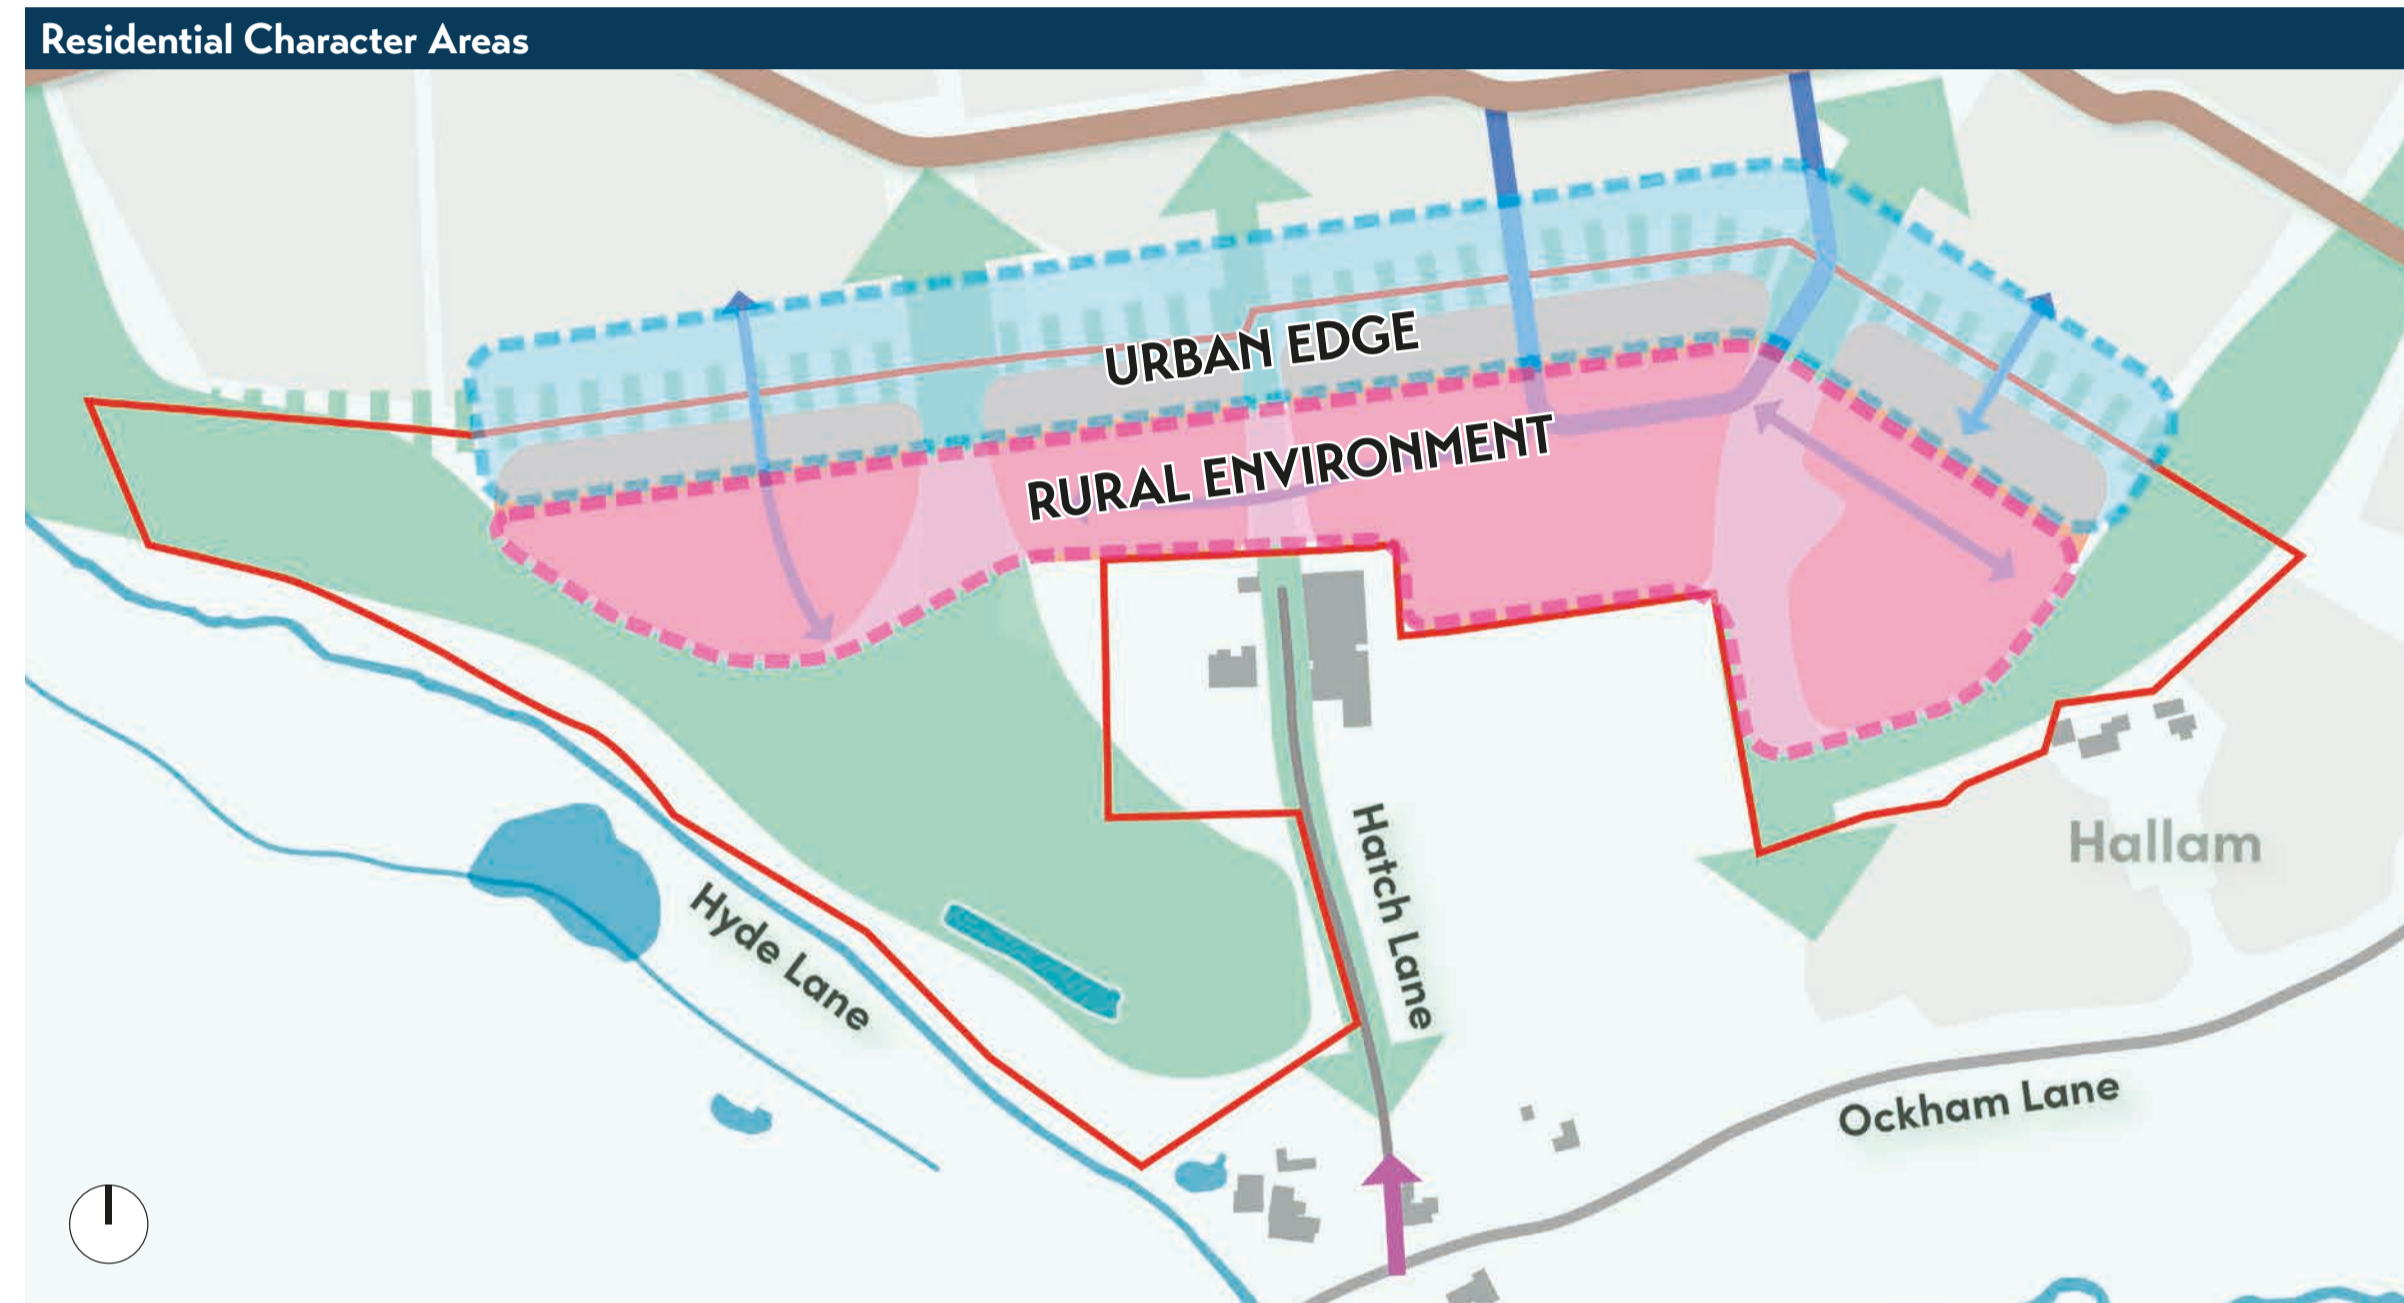 Residential Character Areas
URBAN EDGE
RURAL ENVIRONMENT
Hallam
Hatch Lane
Hyde Lane
Ockham Lane